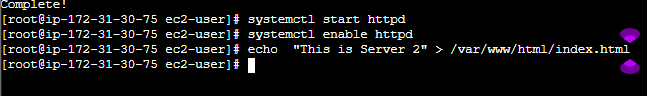 Complete!
[root@ip-172-31-30-75 ec2-user]# systemctl start httpd
[root@ip-172-31-30-75 ec2-user]# systemctl enable httpd
[root@ip-172-31-30-75 ec2-user]# echo  "This is Server 2" > /var/www/html/index.html
[root@ip-172-31-30-75 ec2-user]#